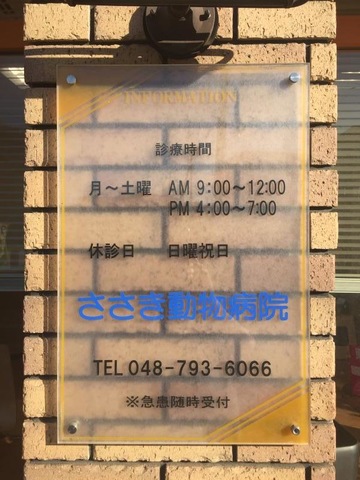 INFORMATION
診療時間
月～土曜 AM 9:00～12:00
PM 4:00～7:00
休診日 日曜祝日
ささき動物病院
TEL 048-793-6066
※急患随時受付